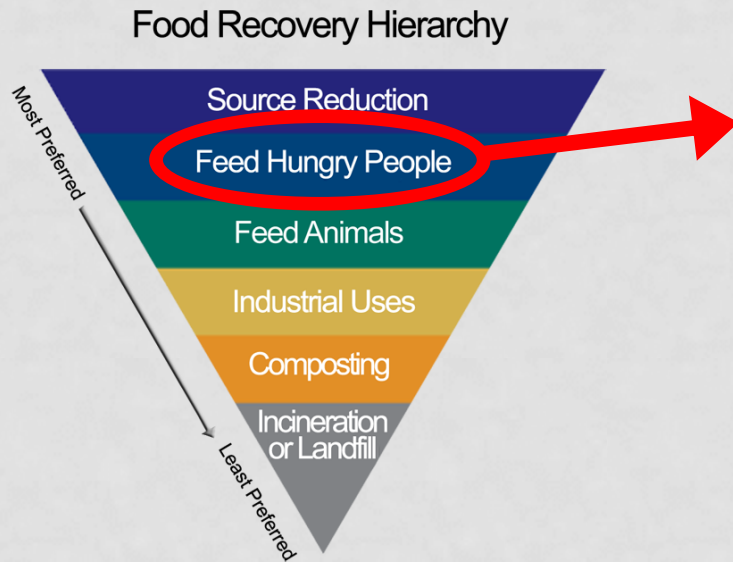 Food Recovery Hierarchy
Most Preferred
Source Reduction
Feed Hungry People
Feed Animals
Industrial Uses
Composting
Incineration
or Landfill
Least Preferred